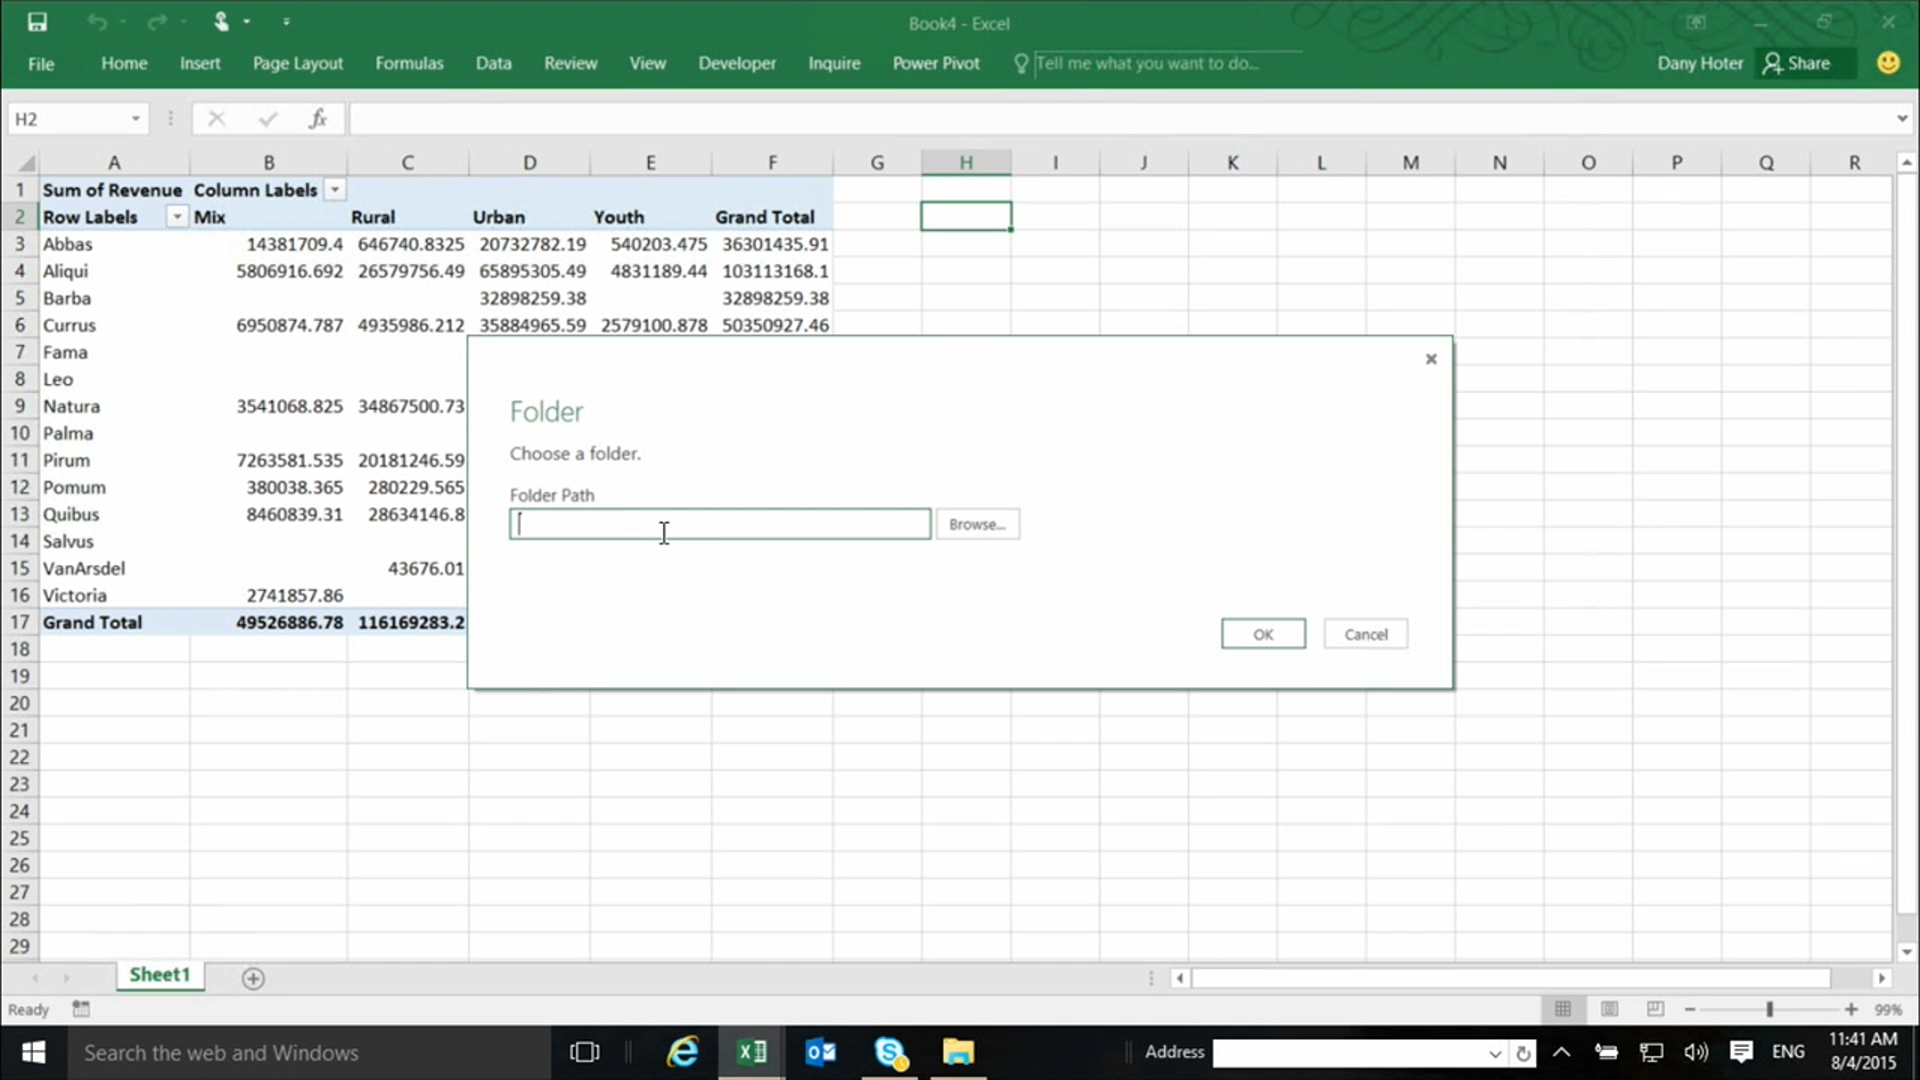 Book4 - Excel
File Home Insert Page Layout Formulas Data Review View Developer Inquire Power Pivot Tell me what you want to do... Dany Hoter Share
H2 fx
A B C D E F G H I J K L M N O P Q R
1 Sum of Revenue Column Labels
2 Row Labels Mix Rural Urban Youth Grand Total
3 Abbas 14381709.4 646740.8325 20732782.19 540203.475 36301435.91
4 Aliqui 5806916.692 26579756.49 65895305.49 4831189.44 103113168.1
5 Barba 32898259.38 32898259.38
6 Currus 6950874.787 4935986.212 35884965.59 2579100.878 50350927.46
7 Fama
8 Leo
9 Natura 3541068.825 34867500.73
10 Palma
11 Pirum 7263581.535 20181246.59
12 Pomum 380038.365 280229.565
13 Quibus 8460839.31 28634146.8
14 Salvus
15 VanArsdel 43676.01
16 Victoria 2741857.86
17 Grand Total 49526886.78 116169283.2
18
19
20
21
22
23
24
25
26
27
28
29
Folder
Choose a folder.
Folder Path
Browse...
OK Cancel
Sheet1
Ready 99%
Search the web and Windows Address ENG 11:41 AM
8/4/2015